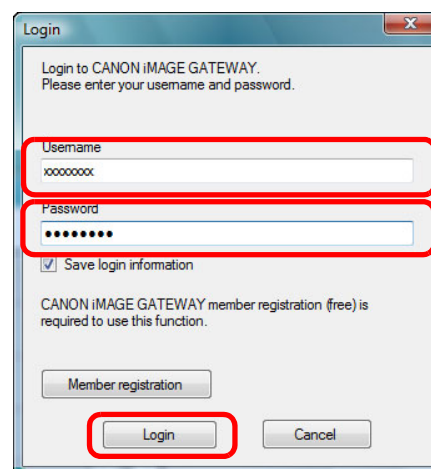 Login
Login to CANON iMAGE GATEWAY.
Please enter your username and password.
Username
xxxxxxxx
Password
●●●●●●●●
Save login information
CANON iMAGE GATEWAY member registration (free) is
required to use this function.
Member registration
Login
Cancel